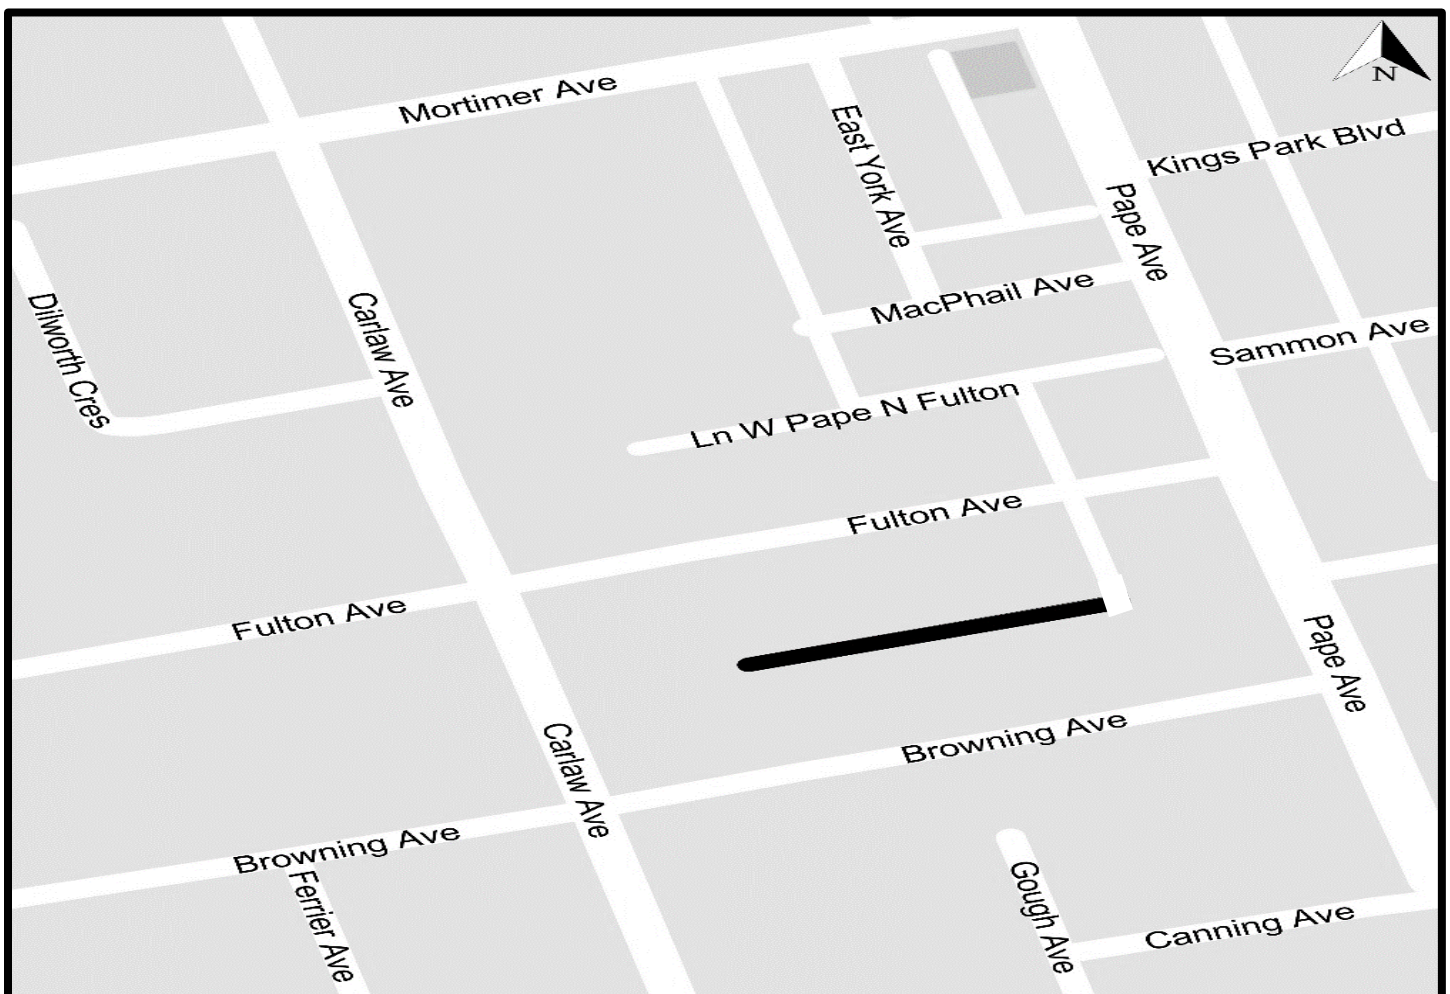 N
Mortimer Ave
East York Ave
Kings Park Blvd
Pape Ave
MacPhail Ave
Dilworth Cres
Carlaw Ave
Sammon Ave
Ln W Pape N Fulton
Fulton Ave
Fulton Ave
Pape Ave
Browning Ave
Carlaw Ave
Browning Ave
Ferrier Ave
Gough Ave
Canning Ave